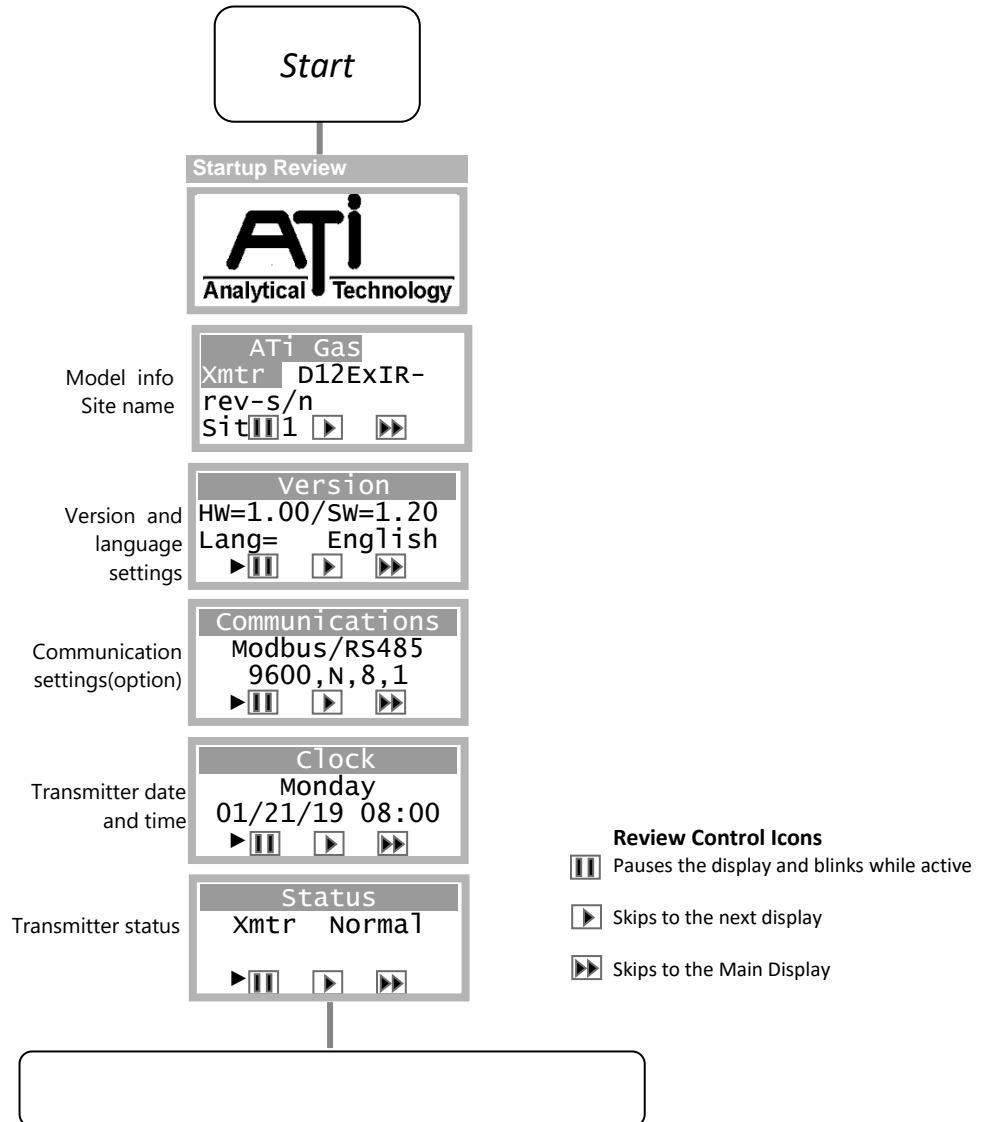 Start
Startup Review
ATi
Analytical Technology
Model info
Site name
ATi Gas
Xmtr D12ExIR-
rev-s/n
Sit 1
Version and
language
settings
Version
HW=1.00/SW=1.20
Lang= English
Communication
settings(option)
Communications
Modbus/RS485
9600,N,8,1
Transmitter date
and time
Clock
Monday
01/21/19 08:00
Transmitter status
Status
Xmtr Normal
Review Control Icons
Pauses the display and blinks while active
Skips to the next display
Skips to the Main Display